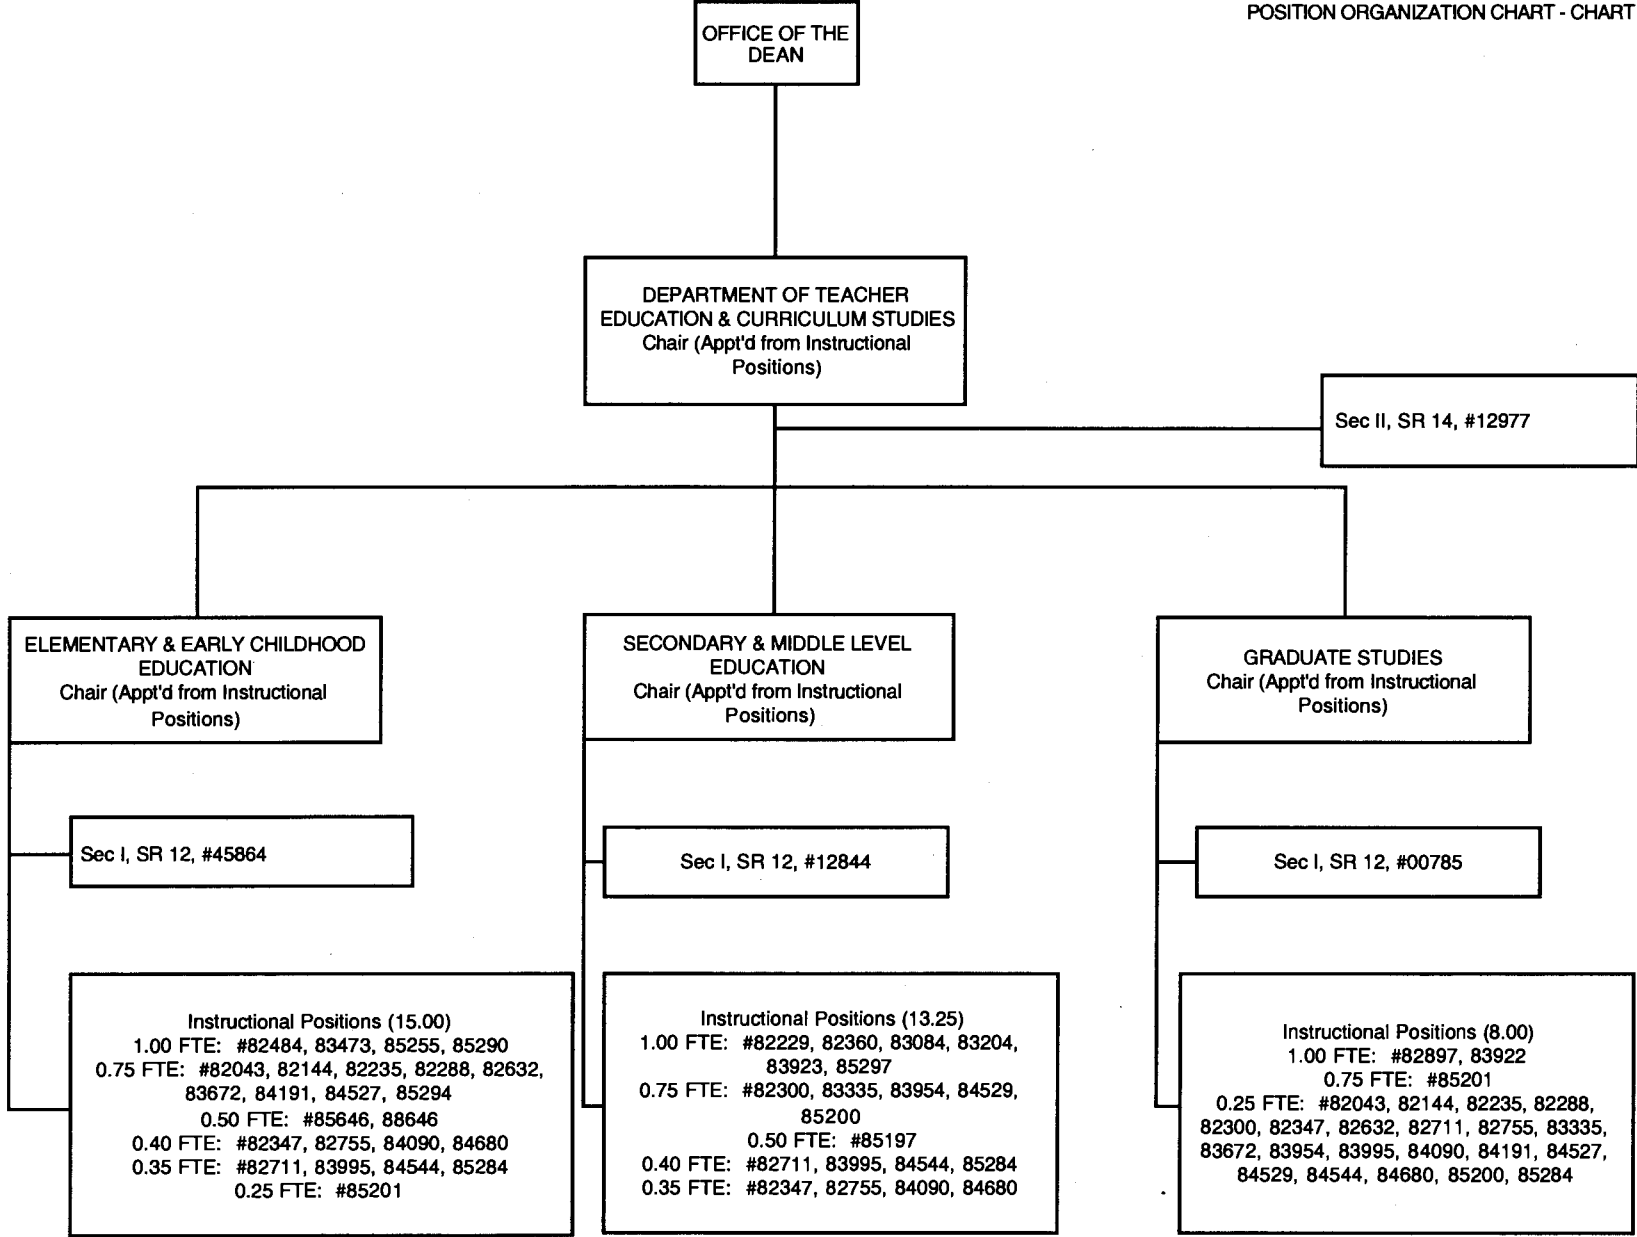 POSITION ORGANIZATION CHART - CHART
OFFICE OF THE
DEAN
DEPARTMENT OF TEACHER
EDUCATION & CURRICULUM STUDIES
Chair (Appt'd from Instructional
Positions)
Sec II, SR 14, #12977
ELEMENTARY & EARLY CHILDHOOD
EDUCATION
Chair (Appt'd from Instructional
Positions)
Sec I, SR 12, #45864
Instructional Positions (15.00)
1.00 FTE: #82484, 83473, 85255, 85290
0.75 FTE: #82043, 82144, 82235, 82288, 82632,
83672, 84191, 84527, 85294
0.50 FTE: #85646, 88646
0.40 FTE: #82347, 82755, 84090, 84680
0.35 FTE: #82711, 83995, 84544, 85284
0.25 FTE: #85201
SECONDARY & MIDDLE LEVEL
EDUCATION
Chair (Appt'd from Instructional
Positions)
Sec I, SR 12, #12844
Instructional Positions (13.25)
1.00 FTE: #82229, 82360, 83084, 83204,
83923, 85297
0.75 FTE: #82300, 83335, 83954, 84529,
85200
0.50 FTE: #85197
0.40 FTE: #82711, 83995, 84544, 85284
0.35 FTE: #82347, 82755, 84090, 84680
GRADUATE STUDIES
Chair (Appt'd from Instructional
Positions)
Sec I, SR 12, #00785
Instructional Positions (8.00)
1.00 FTE: #82897, 83922
0.75 FTE: #85201
0.25 FTE: #82043, 82144, 82235, 82288,
82300, 82347, 82632, 82711, 82755, 83335,
83672, 83954, 83995, 84090, 84191, 84527,
84529, 84544, 84680, 85200, 85284